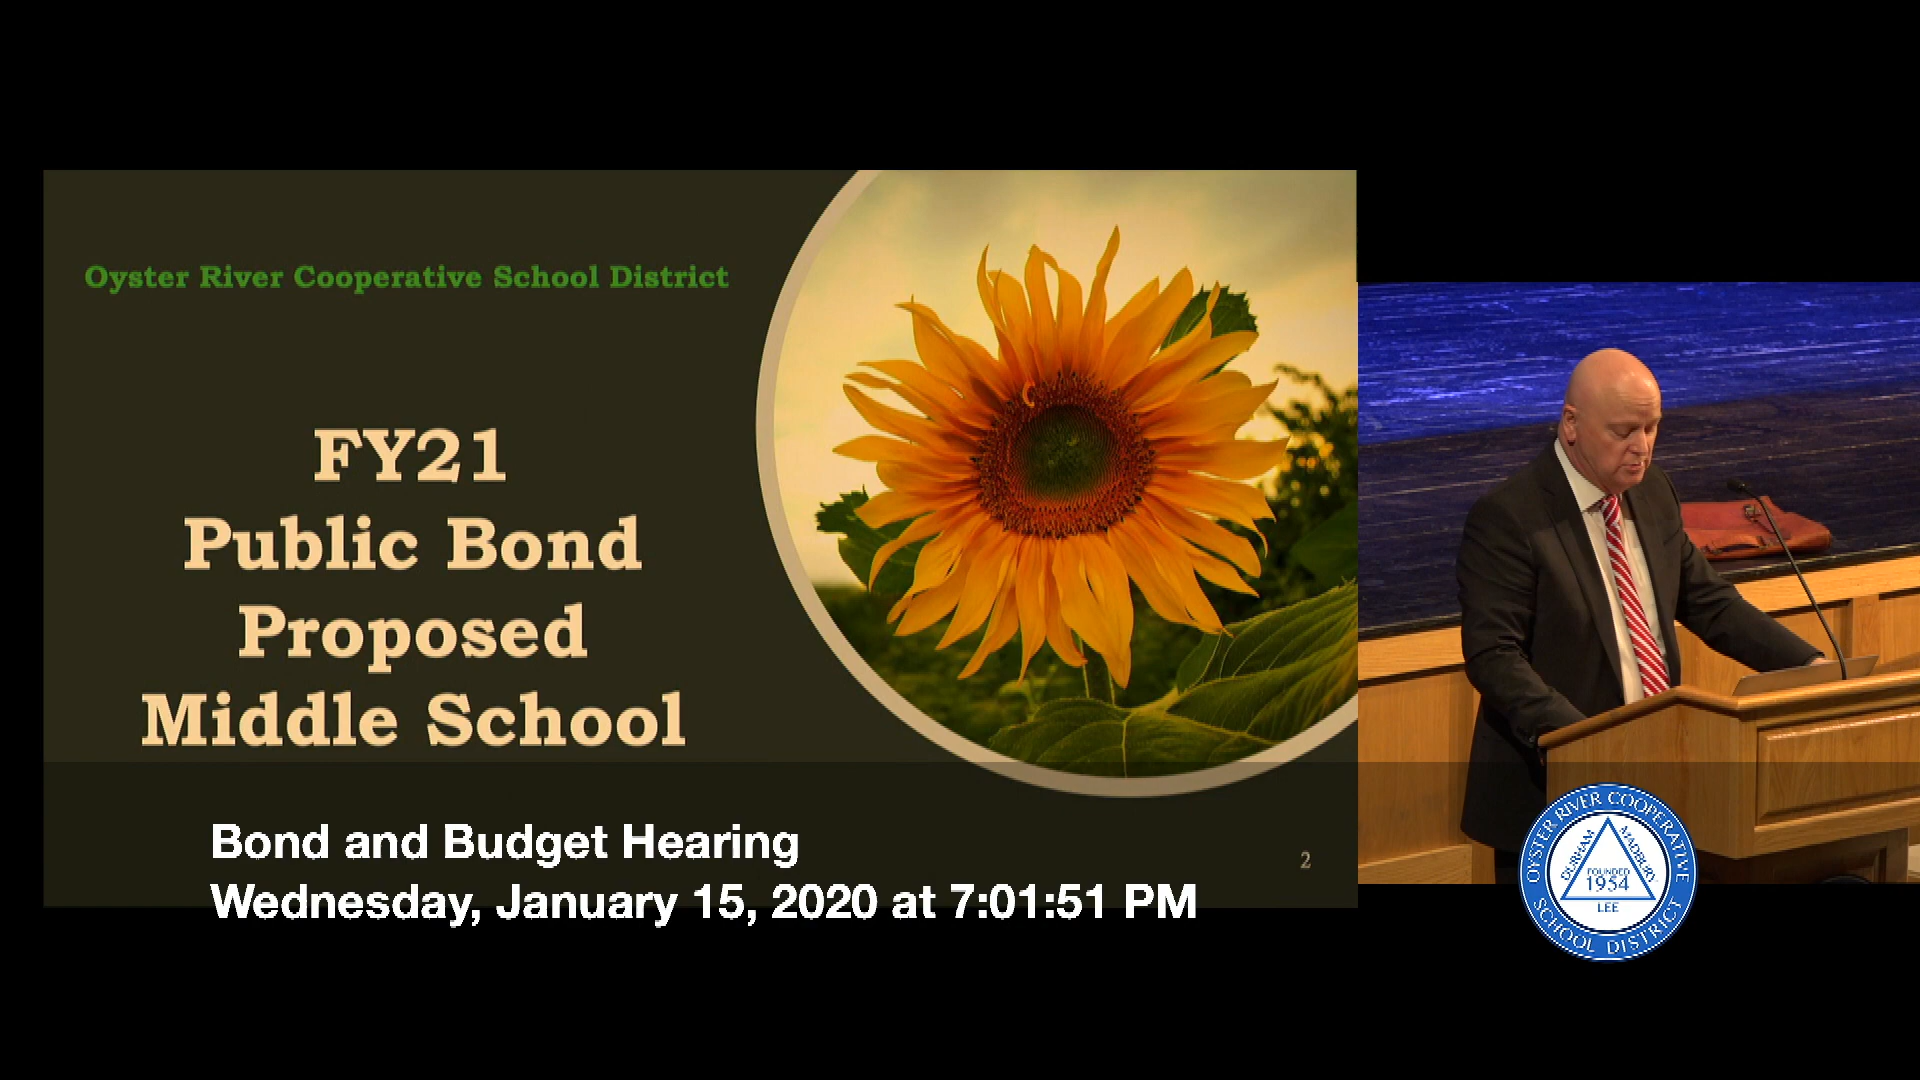 Oyster River Cooperative School District
FY21
Public Bond
Proposed
Middle School
2
Bond and Budget Hearing
Wednesday, January 15, 2020 at 7:01:51 PM
OYSTER RIVER COOPERATIVE
DURHAM
MADBURY
FOUNDED
1954
LEE
SCHOOL DISTRICT